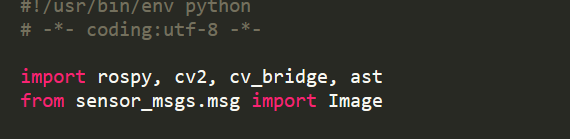 #!/usr/bin/env python
# -*- coding:utf-8 -*-
import rospy, cv2, cv_bridge, ast
from sensor_msgs.msg import Image